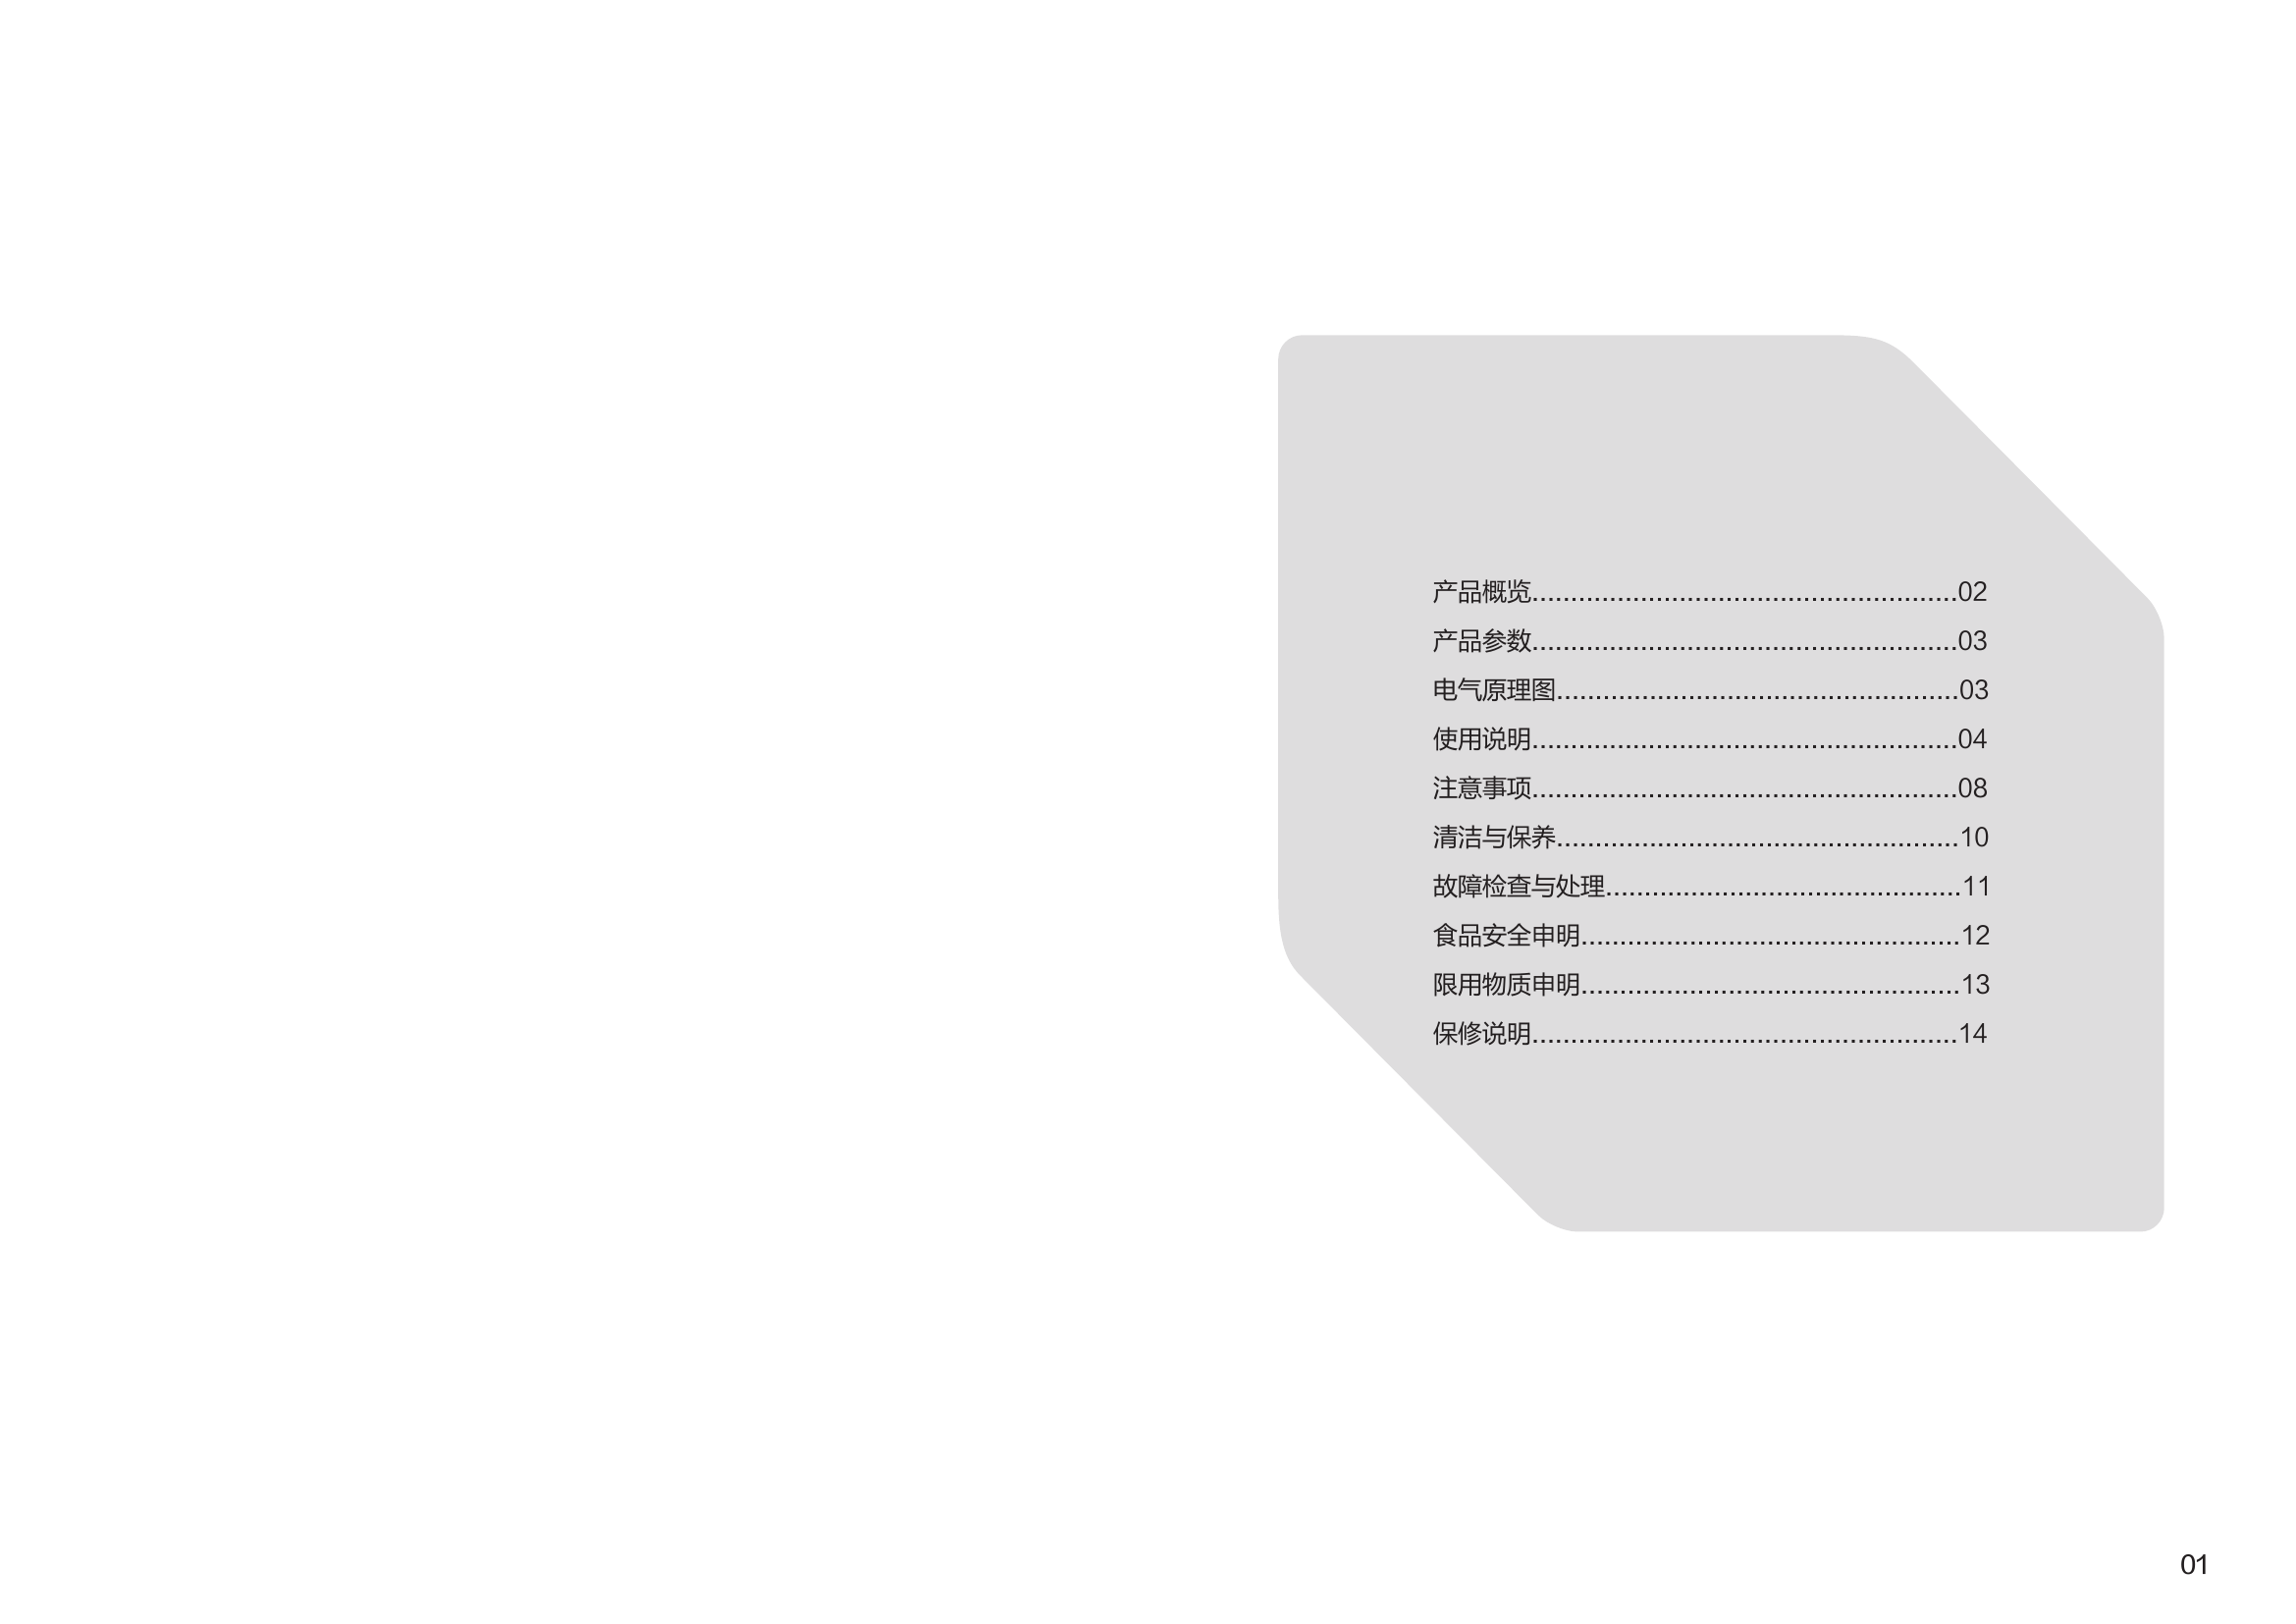 产品概览.......................................................02
产品参数.......................................................03
电气原理图....................................................03
使用说明.......................................................04
注意事项.......................................................08
清洁与保养....................................................10
故障检查与处理..............................................11
食品安全申明.................................................12
限用物质申明.................................................13
保修说明.......................................................14
01